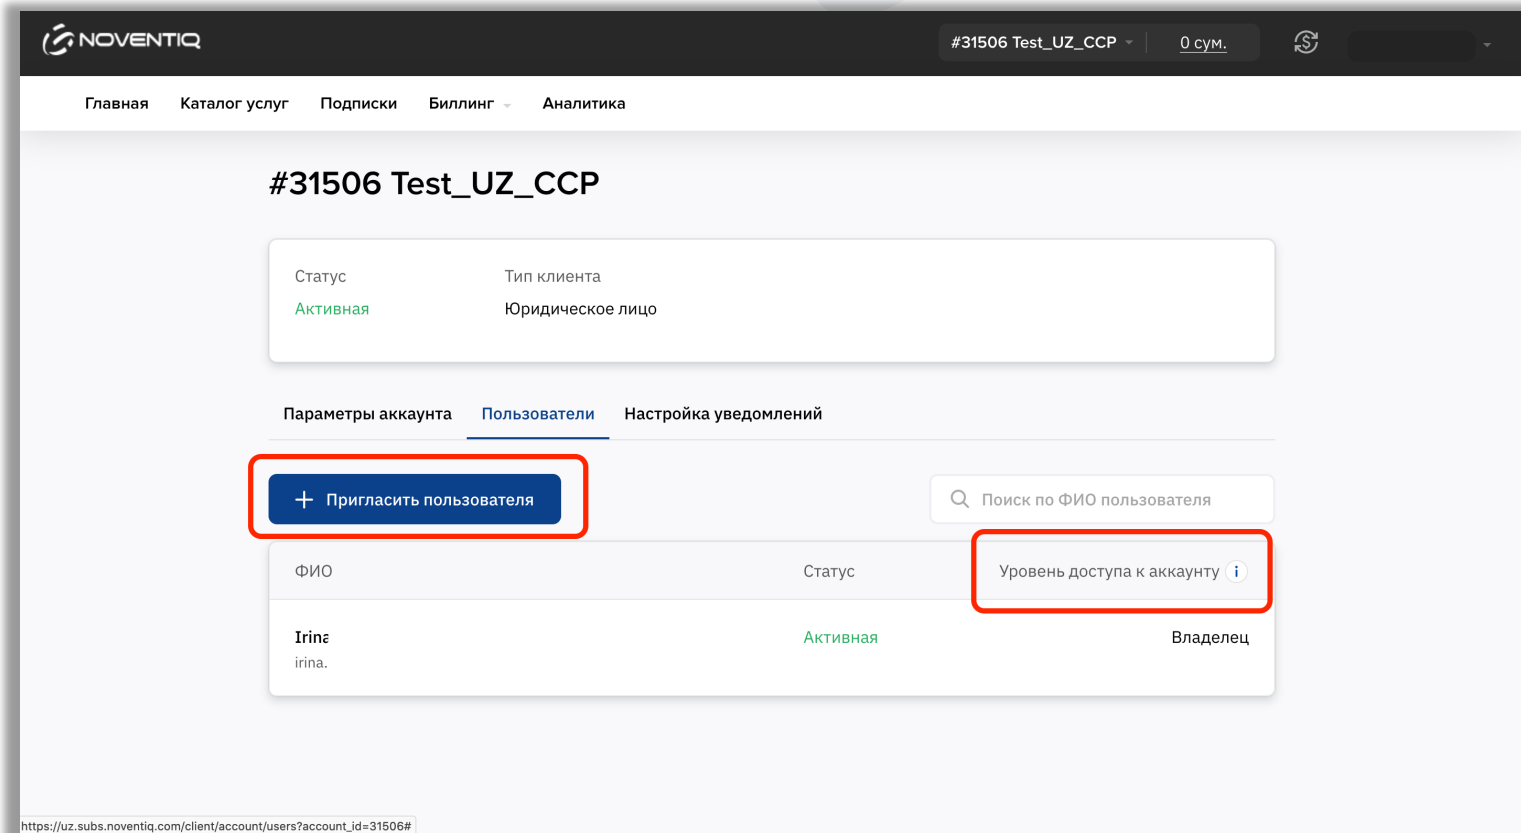 NOVENTIQ
#31506 Test_UZ_CCP
0 сум.
Главная
Каталог услуг
Подписки
Биллинг
Аналитика
#31506 Test_UZ_CCP
Статус
Тип клиента
Активная
Юридическое лицо
Параметры аккаунта
Пользователи
Настройка уведомлений
+ Пригласить пользователя
Поиск по ФИО пользователя
ФИО
Статус
Уровень доступа к аккаунту i
Irina
Активная
Владелец
irina.
https://uz.subs.noventiq.com/client/account/users?account_id=31506#